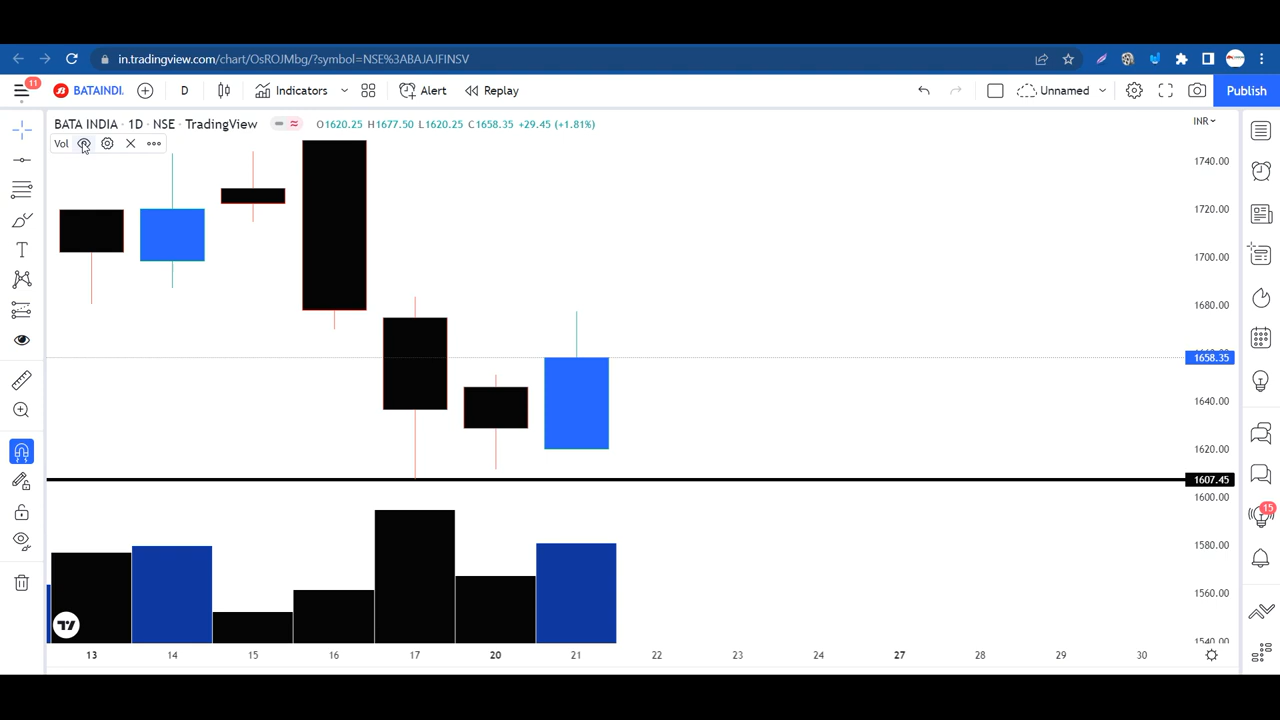 in.tradingview.com/chart/OsROJMbg/?symbol=NSE%3ABAJAJFINSV
11
BATAINDI. D Indicators Alert Replay Unnamed Publish
BATA INDIA · 1D · NSE · TradingView O1620.25 H1677.50 L1620.25 C1658.35 +29.45 (+1.81%) INR
Vol
1740.00
1720.00
1700.00
1680.00
1658.35
1640.00
1620.00
1607.45
1600.00
15
1580.00
1560.00
1540.00
13 14 15 16 17 20 21 22 23 24 27 28 29 30